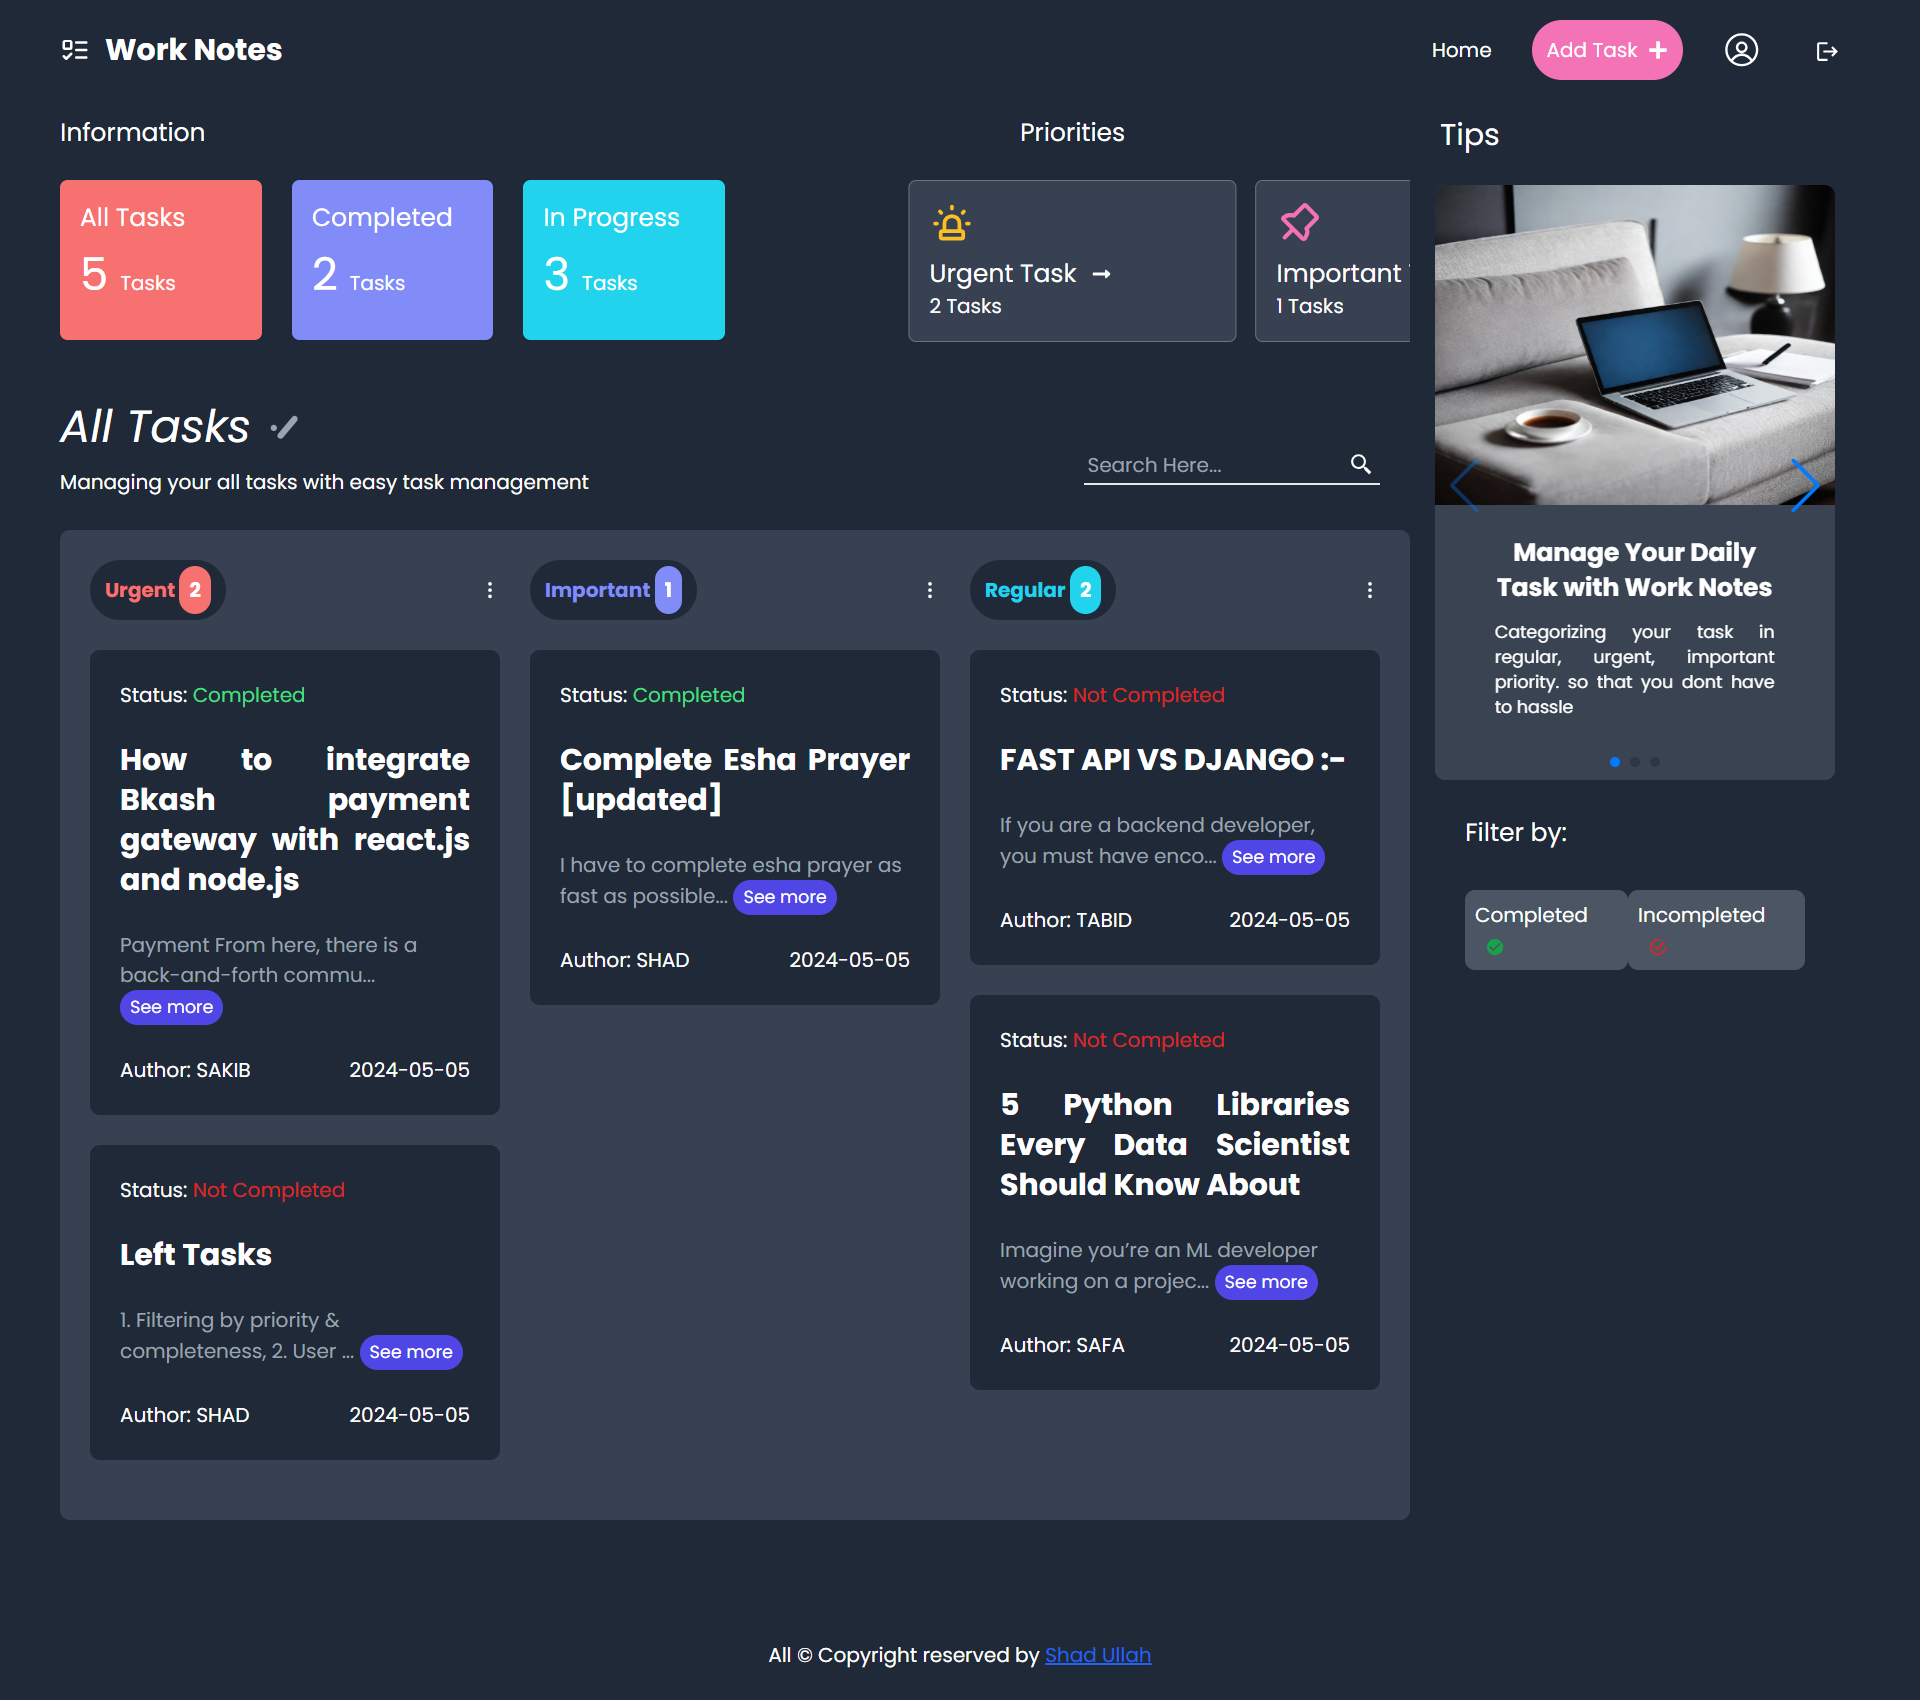 Work Notes
Home
Add Task
Information
Priorities
Tips
All Tasks
5 Tasks
Completed
2 Tasks
In Progress
3 Tasks
Urgent Task
2 Tasks
Important
1 Tasks
All Tasks
Managing your all tasks with easy task management
Search Here...
Manage Your Daily
Task with Work Notes
Categorizing your task in
regular, urgent, important
priority. so that you dont have
to hassle
Filter by:
Completed
Incompleted
Urgent 2
Status: Completed
How to integrate
Bkash payment
gateway with react.js
and node.js
Payment From here, there is a
back-and-forth commu...
See more
Author: SAKIB 2024-05-05
Status: Not Completed
Left Tasks
1. Filtering by priority &
completeness, 2. User ... See more
Author: SHAD 2024-05-05
Important 1
Status: Completed
Complete Esha Prayer
[updated]
I have to complete esha prayer as
fast as possible... See more
Author: SHAD 2024-05-05
Regular 2
Status: Not Completed
FAST API VS DJANGO :-
If you are a backend developer,
you must have enco... See more
Author: TABID 2024-05-05
Status: Not Completed
5 Python Libraries
Every Data Scientist
Should Know About
Imagine you’re an ML developer
working on a projec... See more
Author: SAFA 2024-05-05
All © Copyright reserved by Shad Ullah